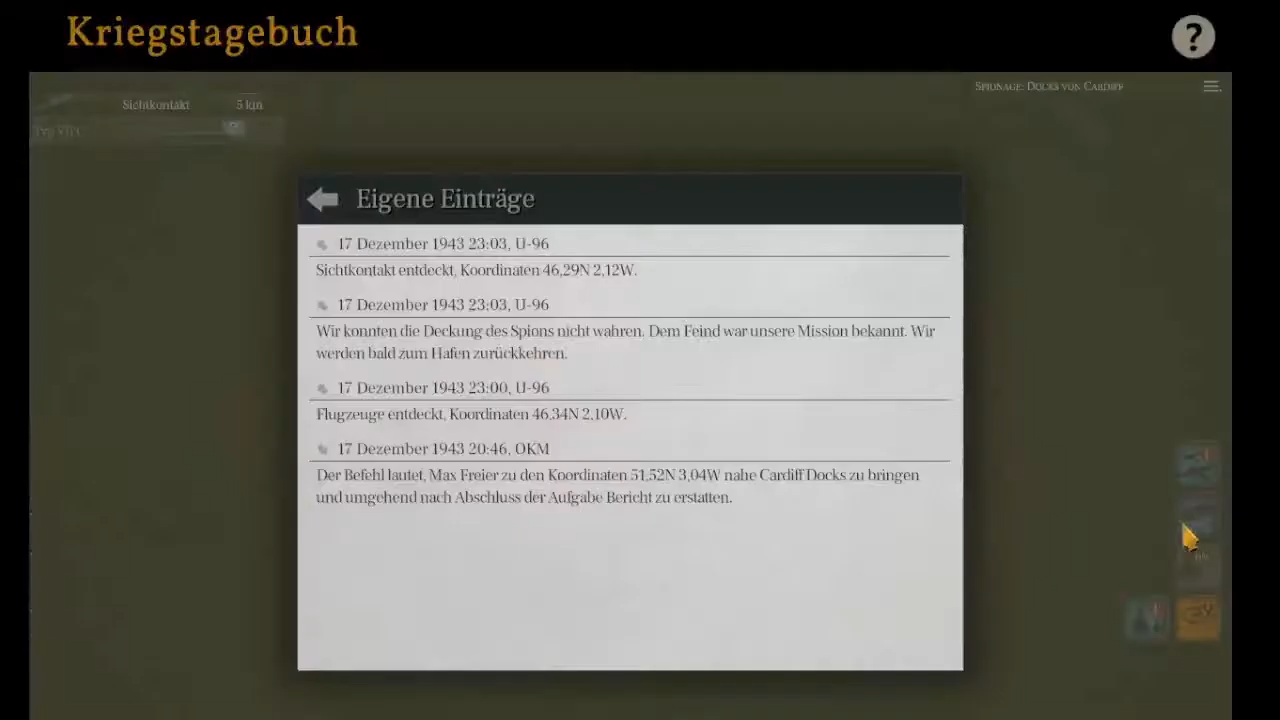 Kriegstagebuch
?
Sichtkontakt 5 km
Spionage: Docks von Cardiff
Eigene Einträge
17 Dezember 1943 23:03, U-96
Sichtkontakt entdeckt, Koordinaten 46,29N 2,12W.
17 Dezember 1943 23:03, U-96
Wir konnten die Deckung des Spions nicht wahren. Dem Feind war unsere Mission bekannt. Wir
werden bald zum Hafen zurückkehren.
17 Dezember 1943 23:00, U-96
Flugzeuge entdeckt, Koordinaten 46,34N 2,10W.
17 Dezember 1943 20:46, OKM
Der Befehl lautet, Max Freier zu den Koordinaten 51,52N 3,04W nahe Cardiff Docks zu bringen
und umgehend nach Abschluss der Aufgabe Bericht zu erstatten.